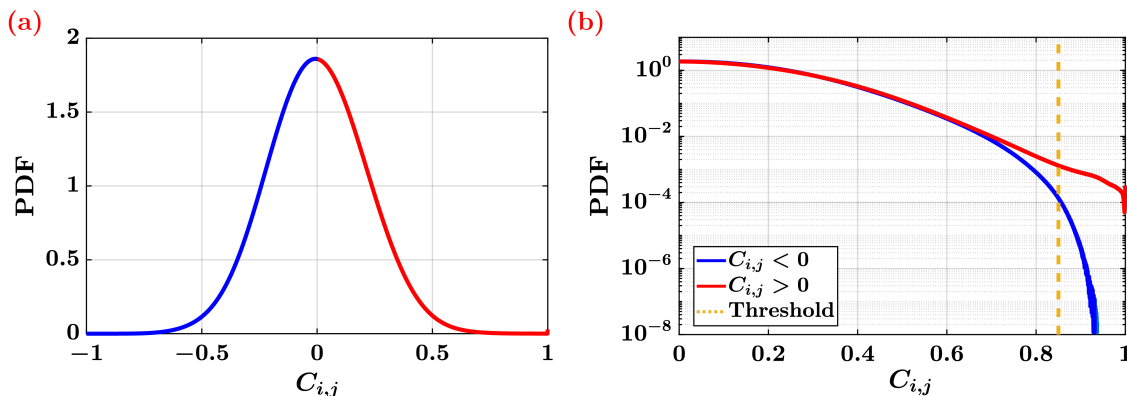 (a)
PDF
2
1.5
1
0.5
0
−1
−0.5
0
0.5
1
C_{i,j}
(b)
PDF
10^0
10^{-2}
10^{-4}
10^{-6}
10^{-8}
C_{i,j} < 0
C_{i,j} > 0
Threshold
0
0.2
0.4
0.6
0.8
1
C_{i,j}